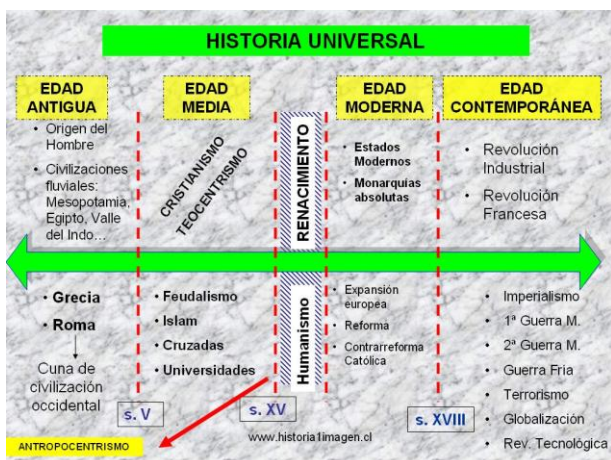 HISTORIA UNIVERSAL
EDAD
ANTIGUA
• Origen del
Hombre
• Civilizaciones
fluviales:
Mesopotamia,
Egipto, Valle
del Indo...
EDAD
MEDIA
CRISTIANISMO
TEOCENTRISMO
RENACIMIENTO
EDAD
MODERNA
• Estados
Modernos
• Monarquías
absolutas
EDAD
CONTEMPORÁNEA
• Revolución
Industrial
• Revolución
Francesa
• Grecia
• Roma
Cuna de
civilización
occidental
• Feudalismo
• Islam
• Cruzadas
• Universidades
Humanismo
• Expansión
europea
• Reforma
• Contrarreforma
Católica
• Imperialismo
• 1ª Guerra M.
• 2ª Guerra M.
• Guerra Fría
• Terrorismo
• Globalización
• Rev. Tecnológica
s. V
s. XV
s. XVIII
www.historia1imagen.cl
ANTROPOCENTRISMO